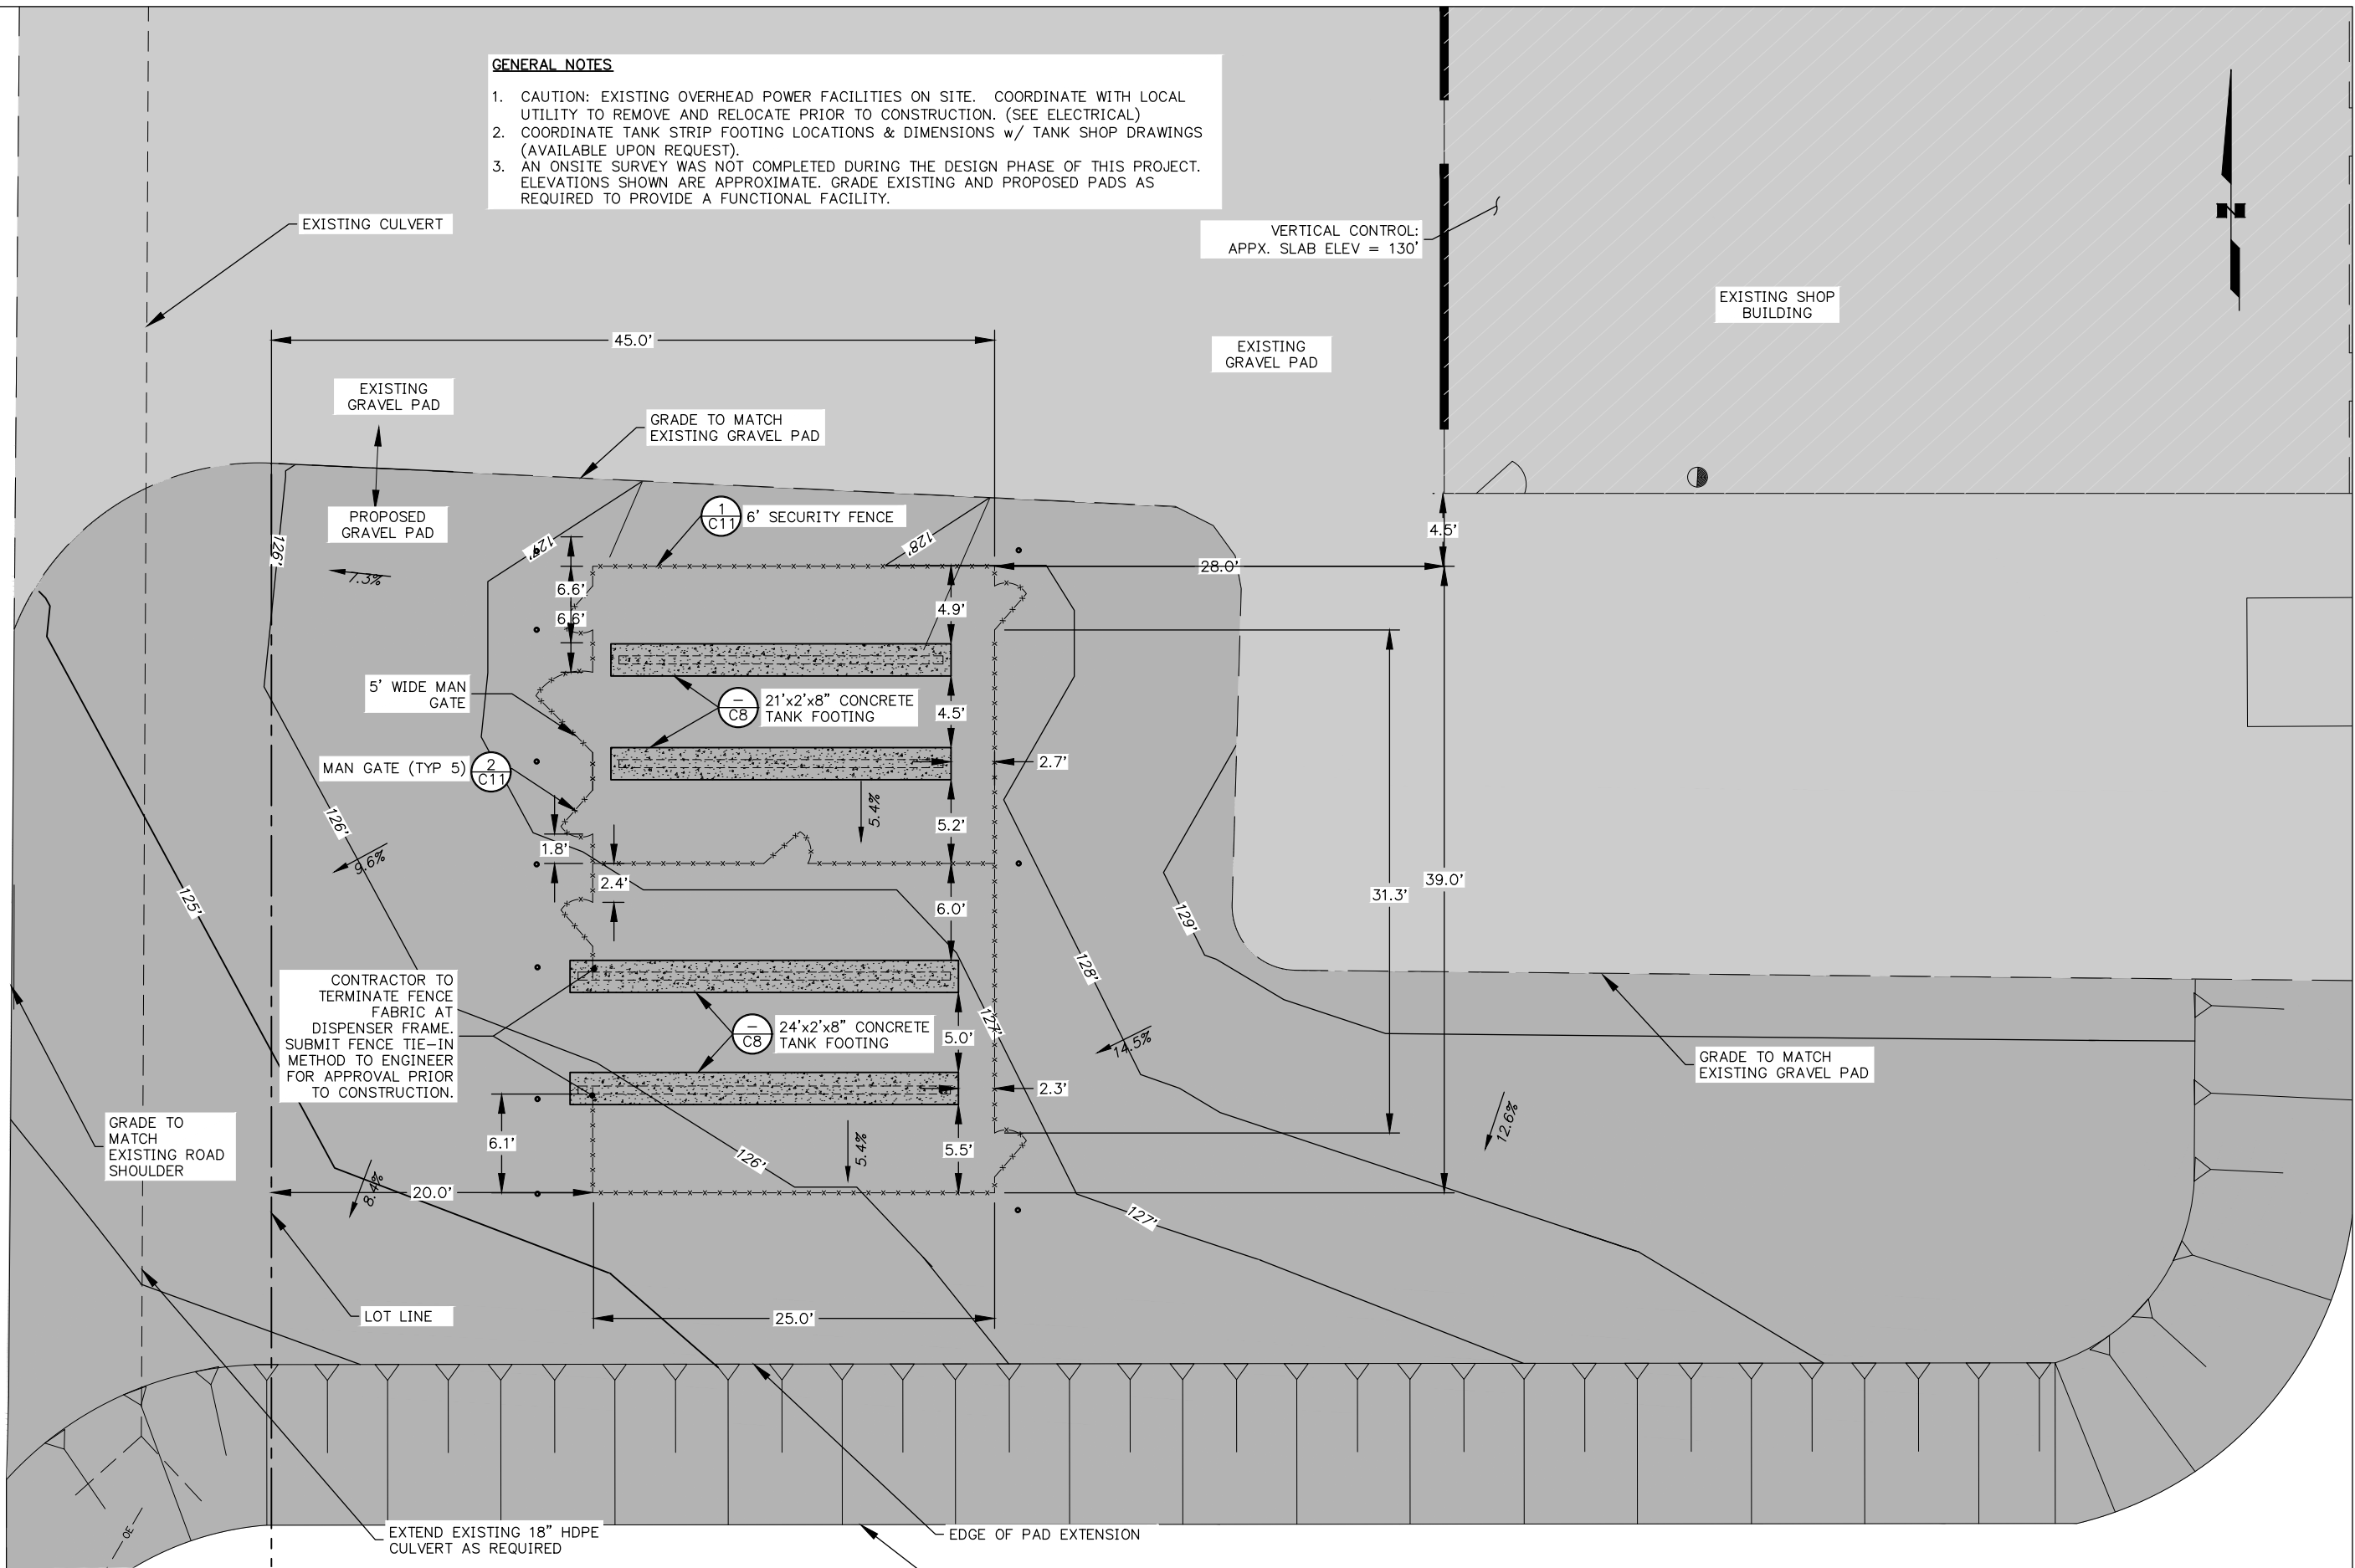 GENERAL NOTES
1. CAUTION: EXISTING OVERHEAD POWER FACILITIES ON SITE. COORDINATE WITH LOCAL
UTILITY TO REMOVE AND RELOCATE PRIOR TO CONSTRUCTION. (SEE ELECTRICAL)
2. COORDINATE TANK STRIP FOOTING LOCATIONS & DIMENSIONS w/ TANK SHOP DRAWINGS
(AVAILABLE UPON REQUEST).
3. AN ONSITE SURVEY WAS NOT COMPLETED DURING THE DESIGN PHASE OF THIS PROJECT.
ELEVATIONS SHOWN ARE APPROXIMATE. GRADE EXISTING AND PROPOSED PADS AS
REQUIRED TO PROVIDE A FUNCTIONAL FACILITY.
EXISTING CULVERT
VERTICAL CONTROL:
APPX. SLAB ELEV = 130'
N
EXISTING SHOP
BUILDING
45.0'
EXISTING
GRAVEL PAD
EXISTING
GRAVEL PAD
GRADE TO MATCH
EXISTING GRAVEL PAD
PROPOSED
GRAVEL PAD
1
C11
6' SECURITY FENCE
4.5'
126'
128'
7.3%
28.0'
6.6'
6.6'
4.9'
5' WIDE MAN
GATE
–
C8
21'x2'x8" CONCRETE
TANK FOOTING
4.5'
MAN GATE (TYP 5)
2
C11
2.7'
5.4%
126'
5.2'
1.8'
9.6%
2.4'
39.0'
31.3'
125'
6.0'
129'
128'
CONTRACTOR TO
TERMINATE FENCE
FABRIC AT
DISPENSER FRAME.
SUBMIT FENCE TIE-IN
METHOD TO ENGINEER
FOR APPROVAL PRIOR
TO CONSTRUCTION.
127'
–
C8
24'x2'x8" CONCRETE
TANK FOOTING
5.0'
14.5%
GRADE TO MATCH
EXISTING GRAVEL PAD
2.3'
GRADE TO
MATCH
EXISTING ROAD
SHOULDER
6.1'
5.4%
5.5'
12.6%
126'
8.4%
20.0'
127'
LOT LINE
25.0'
EXTEND EXISTING 18" HDPE
CULVERT AS REQUIRED
EDGE OF PAD EXTENSION
OE